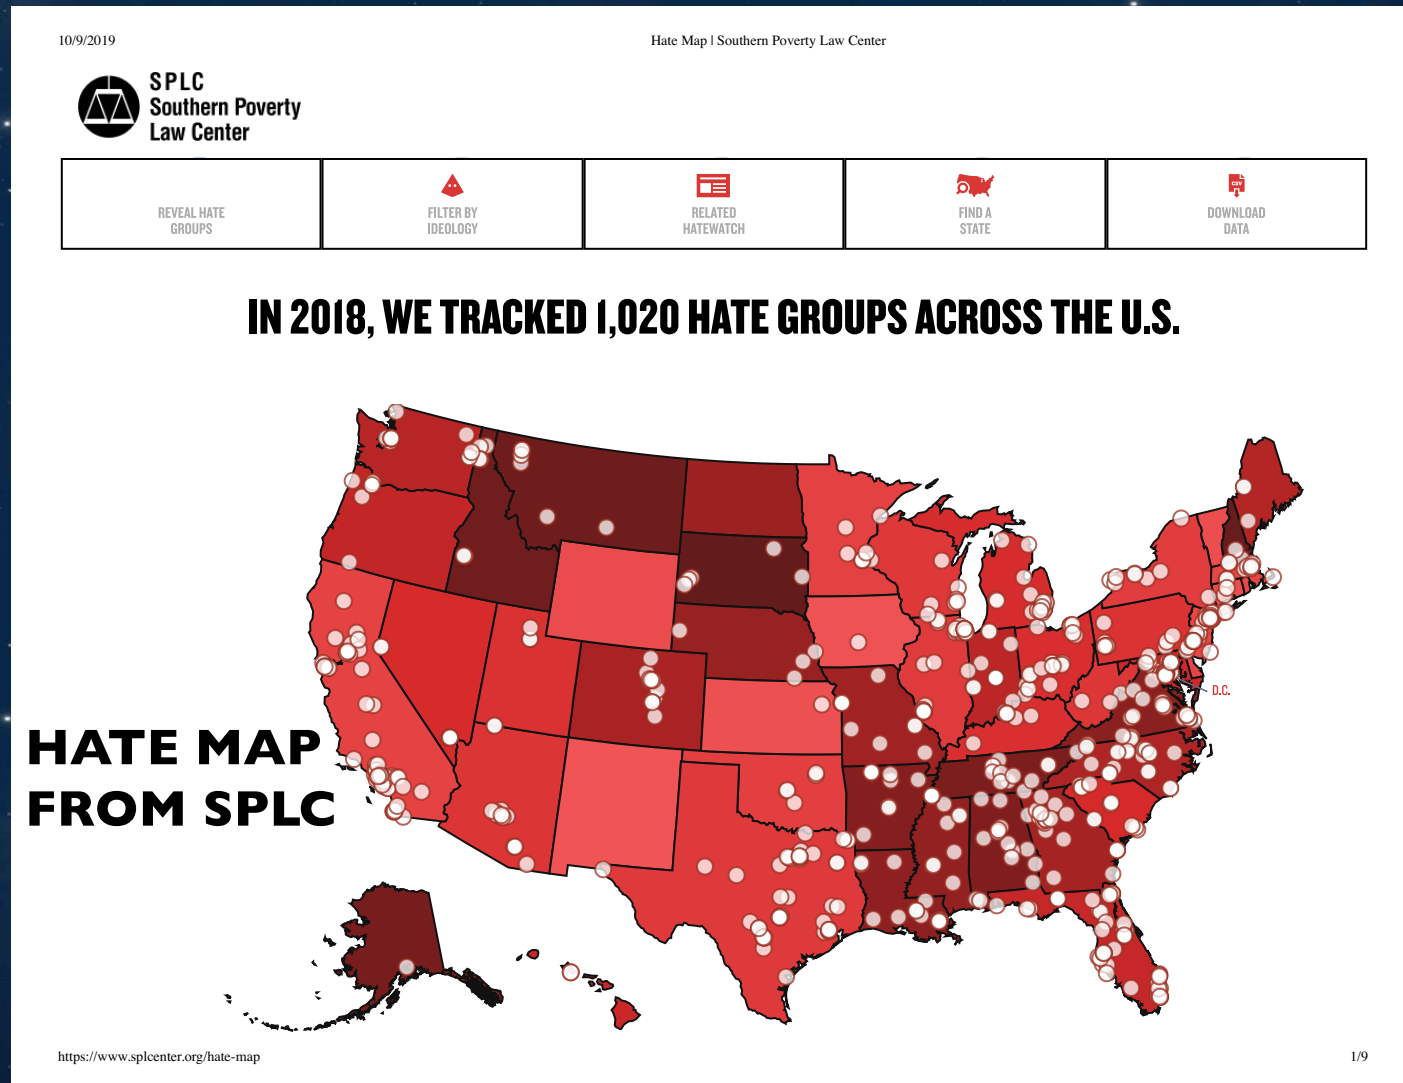 10/9/2019
Hate Map | Southern Poverty Law Center
SPLC
Southern Poverty
Law Center
REVEAL HATE
GROUPS
FILTER BY
IDEOLOGY
RELATED
HATEWATCH
FIND A
STATE
CSV
DOWNLOAD
DATA
IN 2018, WE TRACKED 1,020 HATE GROUPS ACROSS THE U.S.
D.C.
HATE MAP
FROM SPLC
https://www.splcenter.org/hate-map
1/9